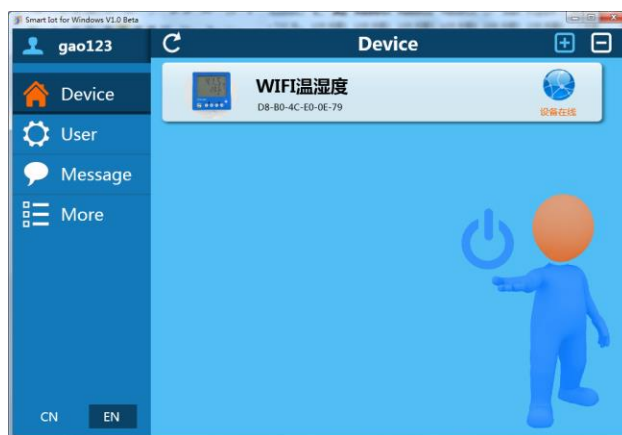 Smart Iot for Windows V1.0 Beta
gao123
Device
WIFI温湿度
D8-B0-4C-E0-0E-79
设备在线
Device
User
Message
More
CN
EN